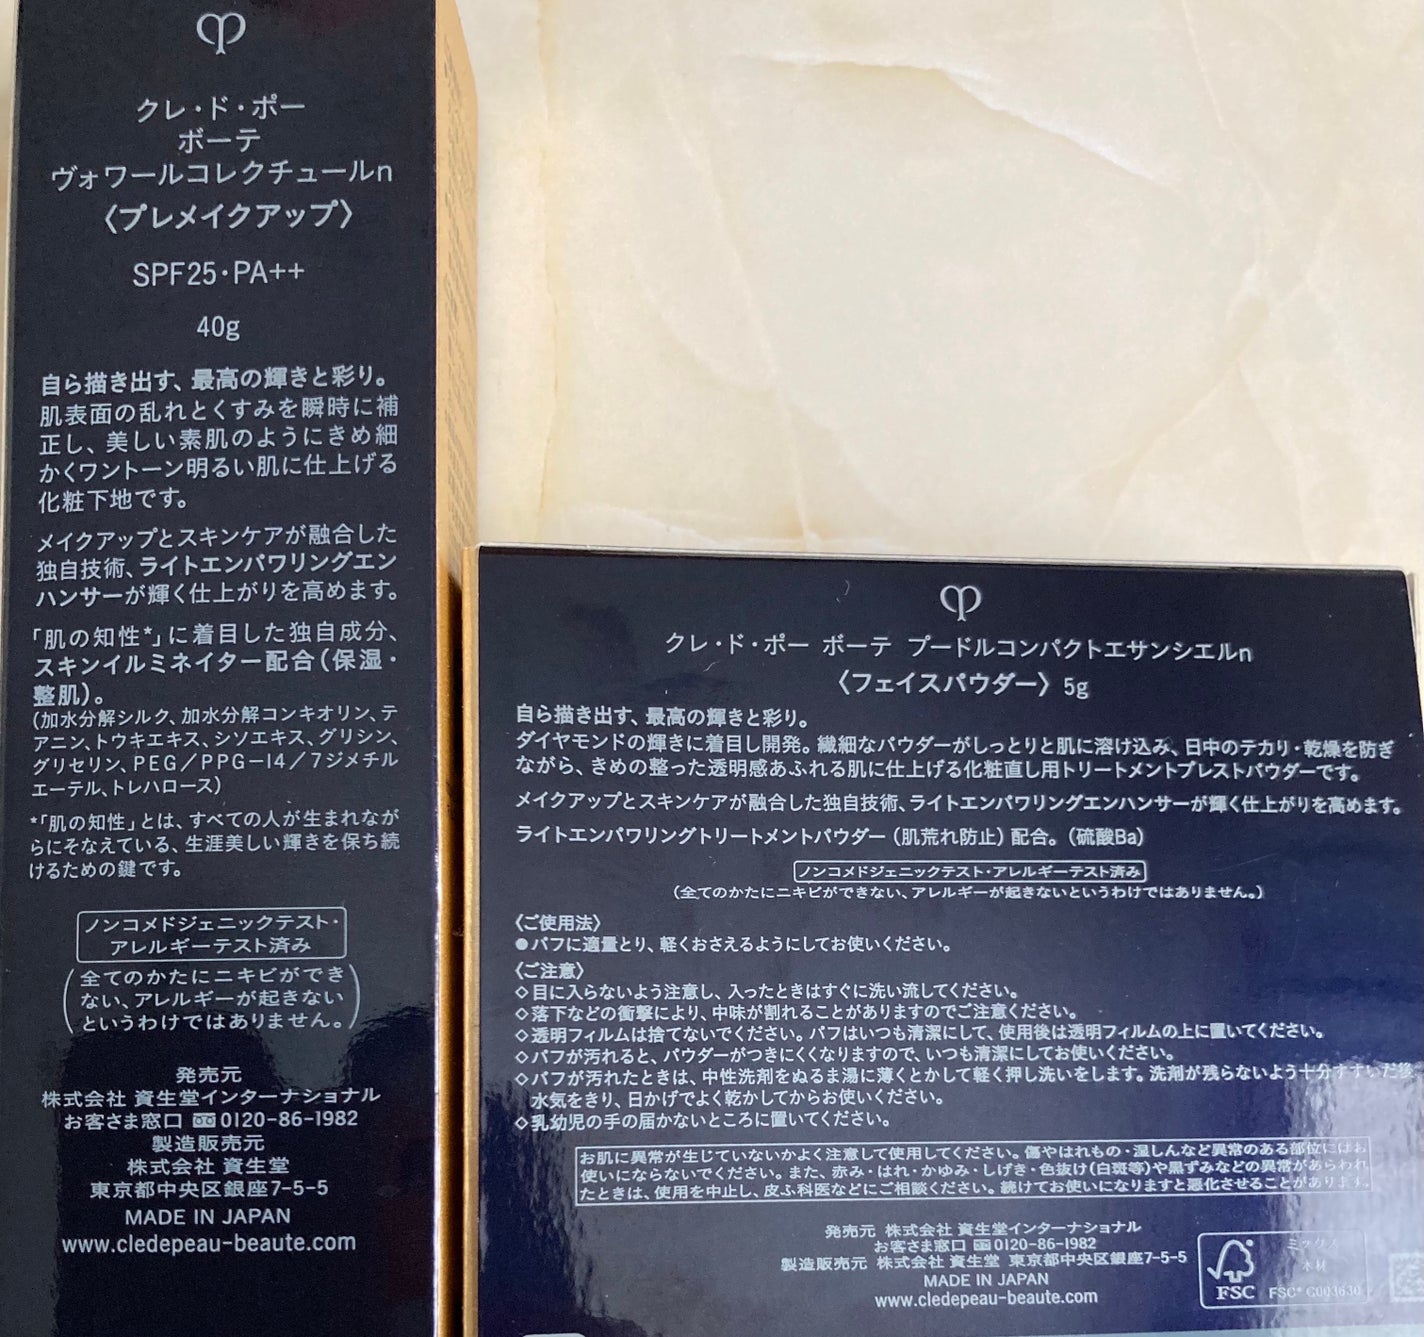 クレ・ド・ポー
ボーテ
ヴォワールコレクチュールn
〈プレメイクアップ〉
SPF25・PA++
40g
自ら描き出す、最高の輝きと彩り。
肌表面の乱れとくすみを瞬時に補
正し、美しい素肌のようにきめ細
かくワントーン明るい肌に仕上げる
化粧下地です。
メイクアップとスキンケアが融合した
独自技術、ライトエンパワリングエン
ハンサーが輝く仕上がりを高めます。
「肌の知性*」に着目した独自成分、
スキンイルミネイター配合(保湿・
整肌)。
(加水分解シルク、加水分解コンキオリン、テ
アニン、トウキエキス、シソエキス、グリシン、
グリセリン、PEG/PPG-14/7ジメチル
エーテル、トレハロース)
*「肌の知性」とは、すべての人が生まれなが
らにそなえている、生涯美しい輝きを保ち続
けるための鍵です。
ノンコメドジェニックテスト・
アレルギーテスト済み
(全てのかたにニキビができ
ない、アレルギーが起きない
というわけではありません。)
発売元
株式会社 資生堂インターナショナル
お客さま窓口 0120-86-1982
製造販売元
株式会社 資生堂
東京都中央区銀座7-5-5
MADE IN JAPAN
www.cledepeau-beaute.com
クレ・ド・ポー ボーテ プードルコンパクトエサンシエルn
〈フェイスパウダー〉 5g
自ら描き出す、最高の輝きと彩り。
ダイヤモンドの輝きに着目し開発。繊細なパウダーがしっとりと肌に溶け込み、日中のテカリ・乾燥を防ぎ
ながら、きめの整った透明感あふれる肌に仕上げる化粧直し用トリートメントプレストパウダーです。
メイクアップとスキンケアが融合した独自技術、ライトエンパワリングエンハンサーが輝く仕上がりを高めます。
ライトエンパワリングトリートメントパウダー(肌荒れ防止)配合。(硫酸Ba)
ノンコメドジェニックテスト・アレルギーテスト済み
(全てのかたにニキビができない、アレルギーが起きないというわけではありません。)
〈ご使用法〉
●パフに適量とり、軽くおさえるようにしてお使いください。
〈ご注意〉
◇目に入らないよう注意し、入ったときはすぐに洗い流してください。
◇落下などの衝撃により、中味が割れることがありますのでご注意ください。
◇透明フィルムは捨てないでください。パフはいつも清潔にして、使用後は透明フィルムの上に置いてください。
◇パフが汚れると、パウダーがつきにくくなりますので、いつも清潔にしてお使いください。
◇パフが汚れたときは、中性洗剤をぬるま湯に薄くとかして軽く押し洗いをします。洗剤が残らないよう十分すすいだ後
水気をきり、日かげでよく乾かしてからお使いください。
◇乳幼児の手の届かないところに置いてください。
お肌に異常が生じていないかよく注意して使用してください。傷やはれもの・湿しんなど異常のある部位にはお
使いにならないでください。また、赤み・はれ・かゆみ・しげき・色抜け(白斑等)や黒ずみなどの異常があらわれ
たときは、使用を中止し、皮ふ科医などにご相談ください。続けてお使いになりますと悪化させることがあります。
発売元 株式会社 資生堂インターナショナル
お客さま窓口 0120-86-1982
製造販売元 株式会社 資生堂 東京都中央区銀座7-5-5
MADE IN JAPAN
www.cledepeau-beaute.com
FSC
ミックス
木材
FSC® C003630